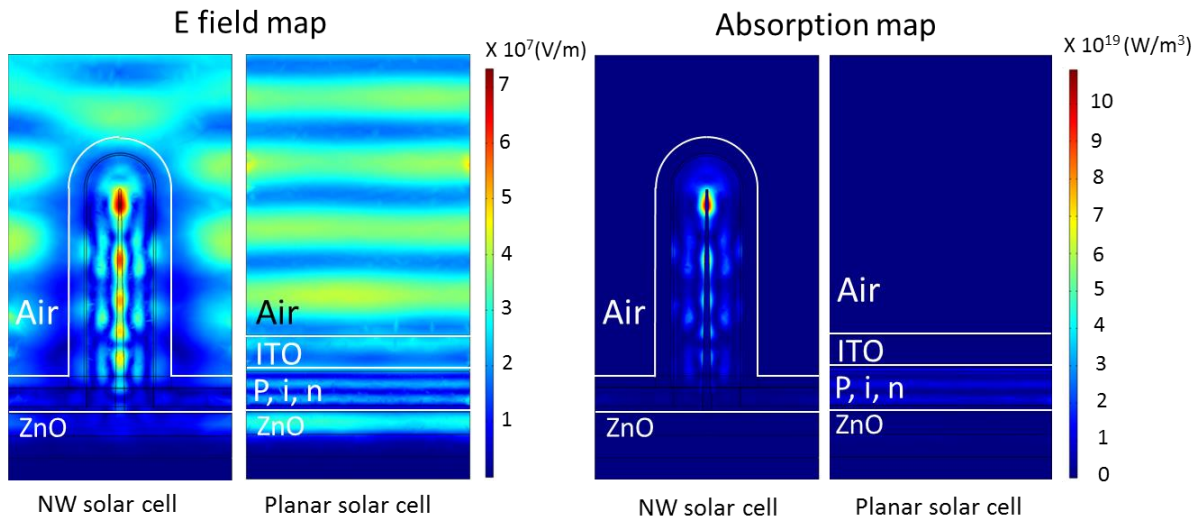 E field map
Absorption map
X 10⁷(V/m)
X 10¹⁹(W/m³)
7
6
5
4
3
2
1
10
9
8
7
6
5
4
3
2
1
0
Air
ZnO
Air
ITO
P, i, n
ZnO
Air
ZnO
Air
ITO
P, i, n
ZnO
NW solar cell
Planar solar cell
NW solar cell
Planar solar cell